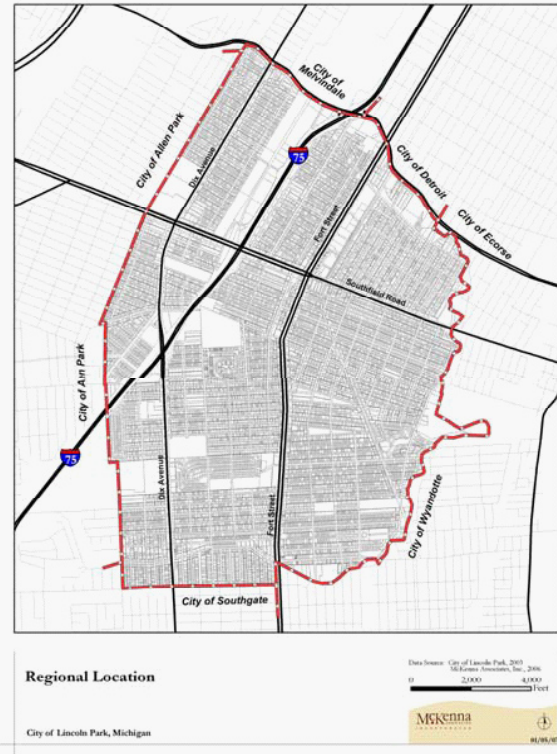 City of
Melvindale
City of Allen Park
Dix Avenue
75
City of Detroit
City of Ecorse
Fort Street
Southfield Road
City of Aın Park
75
Dix Avenue
Fort Street
City of Wyandotte
City of Southgate
Regional Location
Data Source: City of Lincoln Park, 2005
McKenna Associates, Inc., 2006
0 2,000 4,000
Feet
McKenna
ASSOCIATES
INCORPORATED
City of Lincoln Park, Michigan